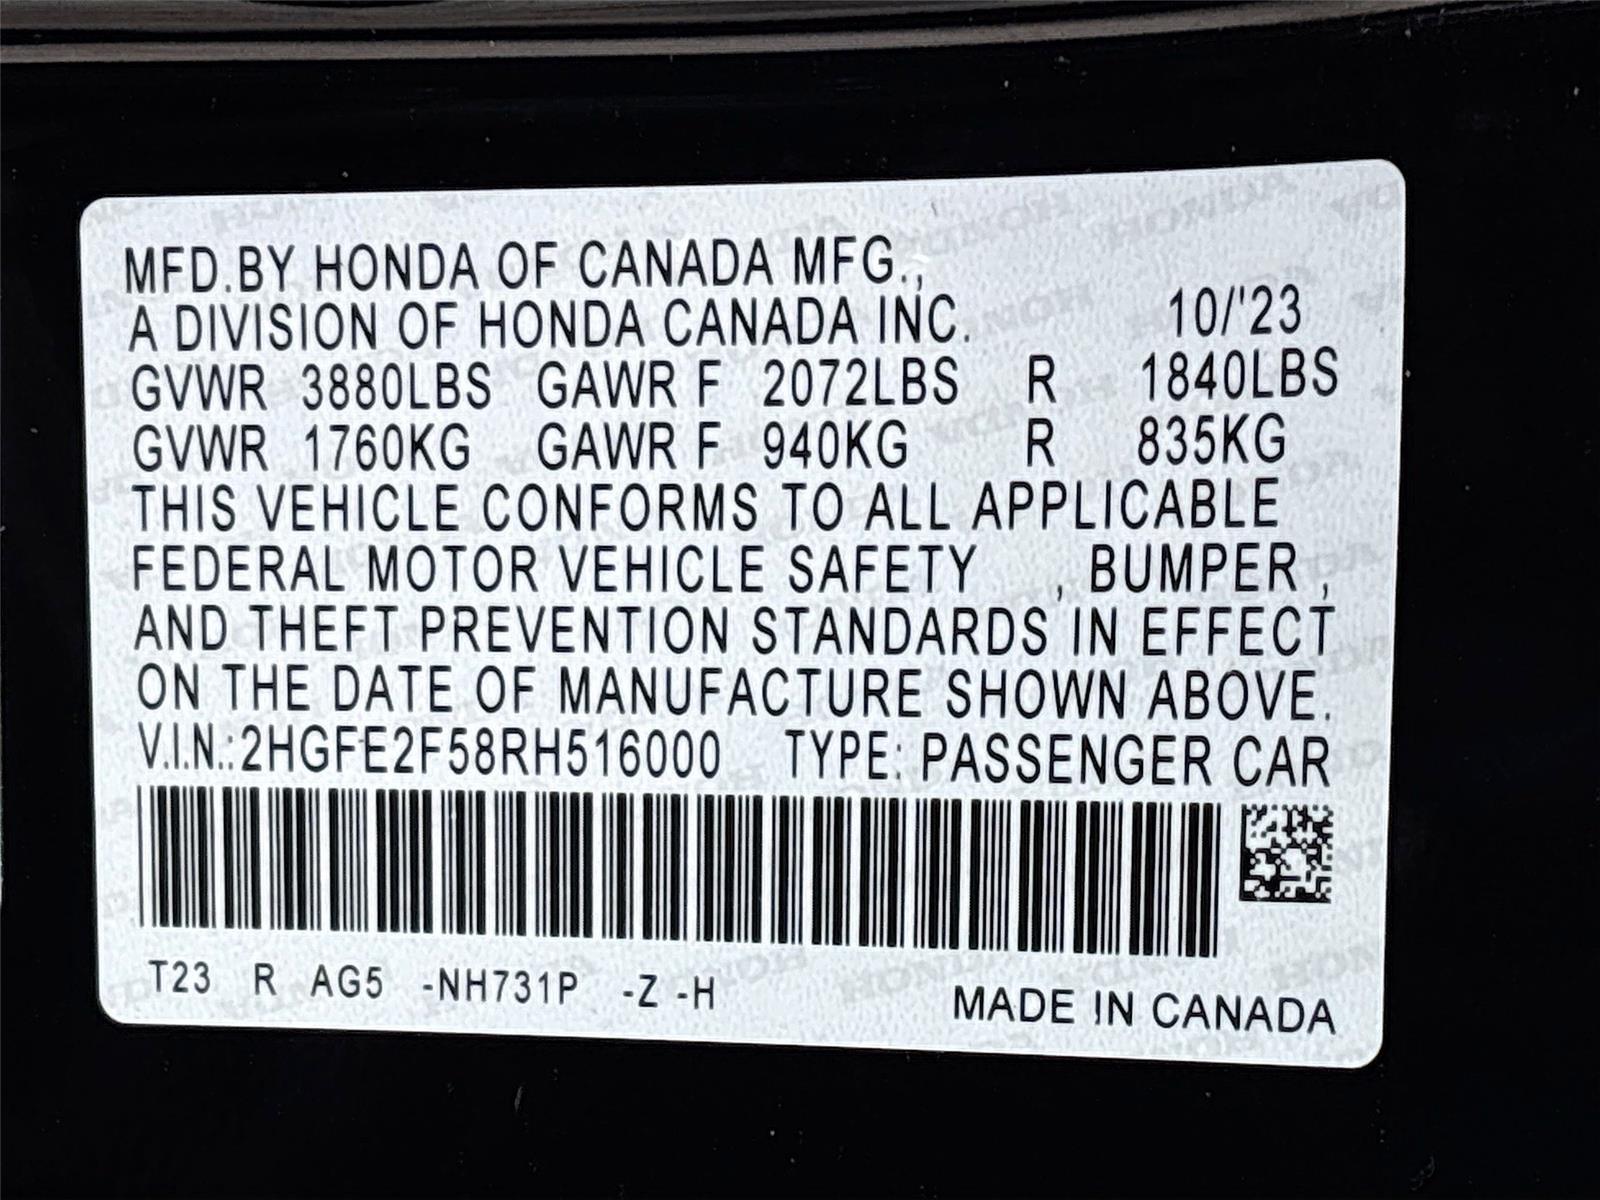 MFD.BY HONDA OF CANADA MFG.,
A DIVISION OF HONDA CANADA INC. 10/'23
GVWR 3880LBS GAWR F 2072LBS R 1840LBS
GVWR 1760KG GAWR F 940KG R 835KG
THIS VEHICLE CONFORMS TO ALL APPLICABLE
FEDERAL MOTOR VEHICLE SAFETY , BUMPER ,
AND THEFT PREVENTION STANDARDS IN EFFECT
ON THE DATE OF MANUFACTURE SHOWN ABOVE.
V.I.N.:2HGFE2F58RH516000 TYPE: PASSENGER CAR
T23 R AG5 -NH731P -Z -H
MADE IN CANADA